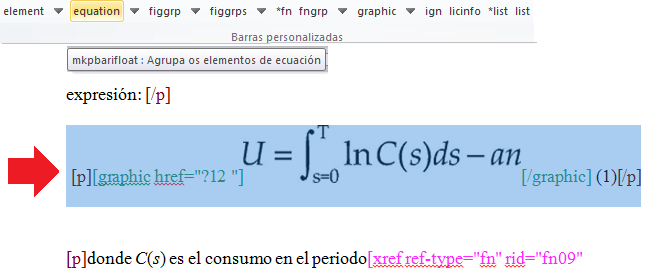 element equation figgrp figgrps *fn fngrp graphic ign licinfo *list list
Barras personalizadas
mkpbarifloat : Agrupa os elementos de ecuación
expresión: [/p]
[p][graphic href="?12 "] U = ∫_{s=0}^{T} ln C(s)ds – an [/graphic] (1)[/p]
[p]donde C(s) es el consumo en el periodo[xref ref-type="fn" rid="fn09"